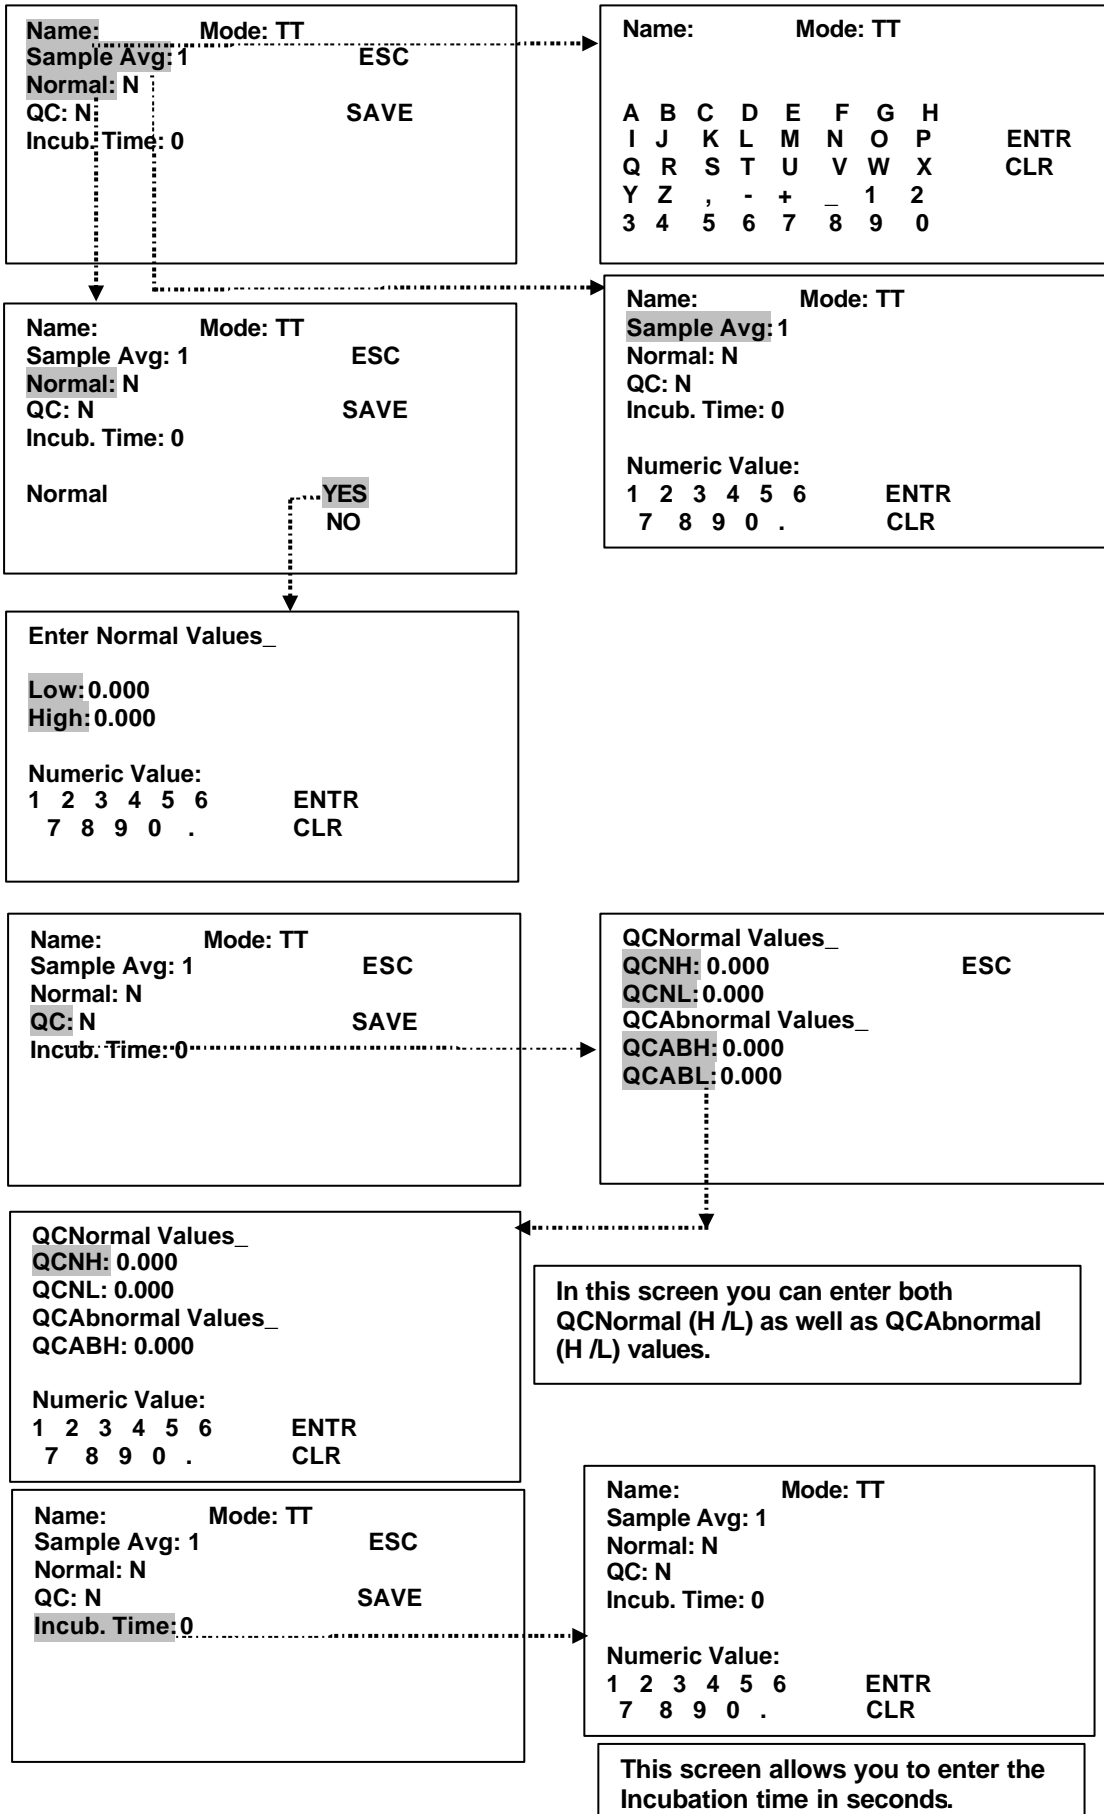 Name: Mode: TT
Sample Avg: 1 ESC
Normal: N
QC: N SAVE
Incub. Time: 0
Name: Mode: TT
A B C D E F G H
I J K L M N O P ENTR
Q R S T U V W X CLR
Y Z , - + _ 1 2
3 4 5 6 7 8 9 0
Name: Mode: TT
Sample Avg: 1 ESC
Normal: N
QC: N SAVE
Incub. Time: 0
Normal YES
NO
Name: Mode: TT
Sample Avg: 1
Normal: N
QC: N
Incub. Time: 0
Numeric Value:
1 2 3 4 5 6 ENTR
7 8 9 0 . CLR
Enter Normal Values_
Low: 0.000
High: 0.000
Numeric Value:
1 2 3 4 5 6 ENTR
7 8 9 0 . CLR
Name: Mode: TT
Sample Avg: 1 ESC
Normal: N
QC: N SAVE
Incub. Time: 0
QCNormal Values_
QCNH: 0.000 ESC
QCNL: 0.000
QCAbnormal Values_
QCABH: 0.000
QCABL: 0.000
QCNormal Values_
QCNH: 0.000
QCNL: 0.000
QCAbnormal Values_
QCABH: 0.000
Numeric Value:
1 2 3 4 5 6 ENTR
7 8 9 0 . CLR
In this screen you can enter both
QCNormal (H /L) as well as QCAbnormal
(H /L) values.
Name: Mode: TT
Sample Avg: 1 ESC
Normal: N
QC: N SAVE
Incub. Time: 0
Name: Mode: TT
Sample Avg: 1
Normal: N
QC: N
Incub. Time: 0
Numeric Value:
1 2 3 4 5 6 ENTR
7 8 9 0 . CLR
This screen allows you to enter the
Incubation time in seconds.